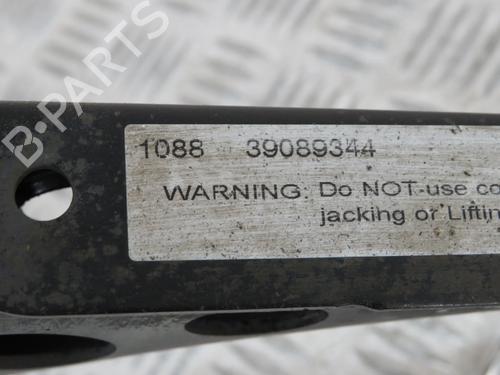 B-PARTS
1088 39089344
WARNING. Do NOT use co
jacking or Liftin